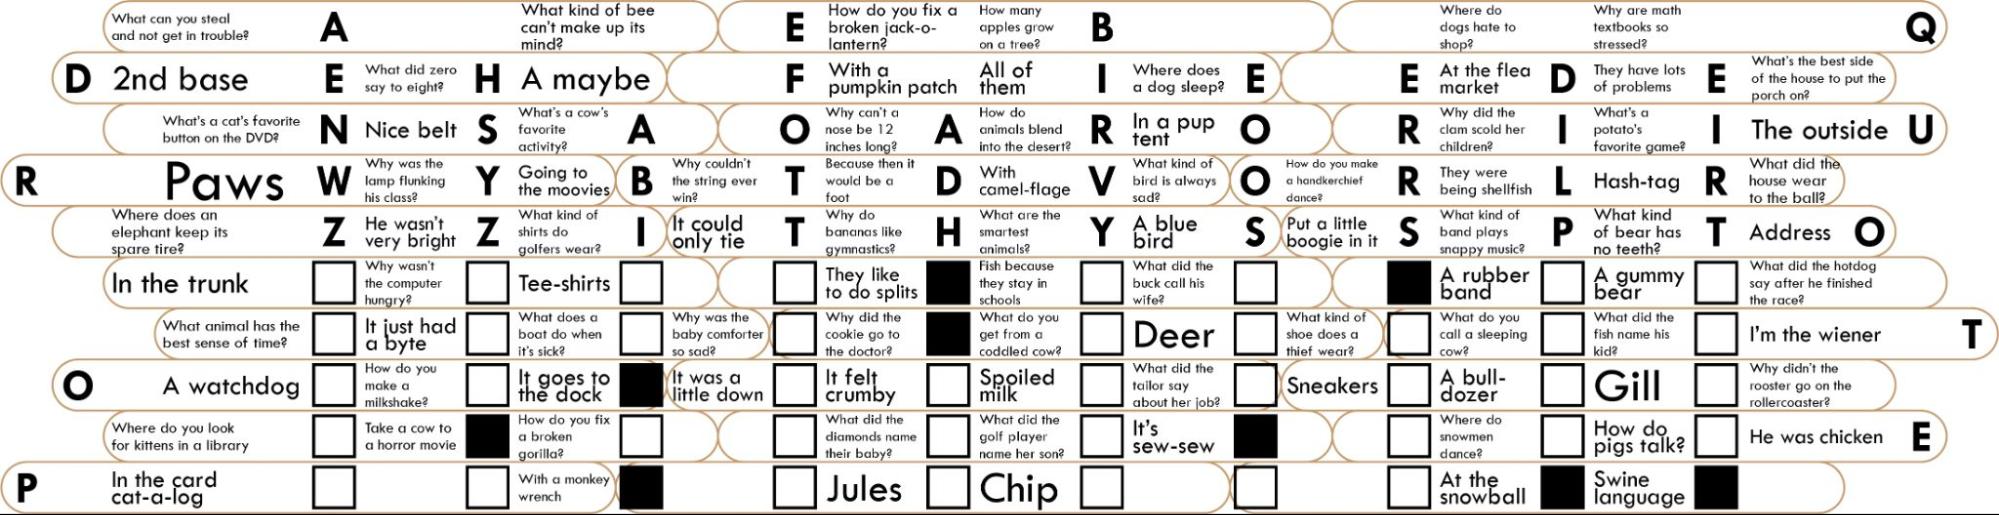 What can you steal
and not get in trouble?
A
What kind of bee
can't make up its
mind?
E
How do you fix a
broken jack-o-
lantern?
How many
apples grow
on a tree?
B
Where do
dogs hate to
shop?
Why are math
textbooks so
stressed?
Q
D
2nd base
E
What did zero
say to eight?
H
A maybe
F
With a
pumpkin patch
All of
them
I
Where does
a dog sleep?
E
E
At the flea
market
D
They have lots
of problems
E
What's the best side
of the house to put the
porch on?
What's a cat's favorite
button on the DVD?
N
Nice belt
S
What's a cow's
favorite
activity?
A
O
Why can't a
nose be 12
inches long?
A
How do
animals blend
into the desert?
R
In a pup
tent
O
R
Why did the
clam scold her
children?
I
What's a
potato's
favorite game?
I
The outside
U
R
Paws
W
Why was the
lamp flunking
his class?
Y
Going to
the moovies
B
Why couldn't
the string ever
win?
T
Because then it
would be a
foot
D
With
camel-flage
V
What kind of
bird is always
sad?
O
How do you make
a handkerchief
dance?
R
They were
being shellfish
L
Hash-tag
R
What did the
house wear
to the ball?
Where does an
elephant keep its
spare tire?
Z
He wasn't
very bright
Z
What kind of
shirts do
golfers wear?
I
It could
only tie
T
Why do
bananas like
gymnastics?
H
What are the
smartest
animals?
Y
A blue
bird
S
Put a little
boogie in it
S
What kind of
band plays
snappy music?
P
What kind
of bear has
no teeth?
T
Address
O
In the trunk
Why wasn't
the computer
hungry?
Tee-shirts
They like
to do splits
Fish because
they stay in
schools
What did the
buck call his
wife?
A rubber
band
A gummy
bear
What did the hotdog
say after he finished
the race?
What animal has the
best sense of time?
It just had
a byte
What does a
boat do when
it's sick?
Why was the
baby comforter
so sad?
Why did the
cookie go to
the doctor?
What do you
get from a
coddled cow?
Deer
What kind of
shoe does a
thief wear?
What do you
call a sleeping
cow?
What did the
fish name his
kid?
I'm the wiener
T
O
A watchdog
How do you
make a
milkshake?
It goes to
the dock
It was a
little down
It felt
crumby
Spoiled
milk
What did the
tailor say
about her job?
Sneakers
A bull-
dozer
Gill
Why didn't the
rooster go on the
rollercoaster?
Where do you look
for kittens in a library
Take a cow to
a horror movie
How do you fix
a broken
gorilla?
What did the
diamonds name
their baby?
What did the
golf player
name her son?
It's
sew-sew
Where do
snowmen
dance?
How do
pigs talk?
He was chicken
E
P
In the card
cat-a-log
With a monkey
wrench
Jules
Chip
At the
snowball
Swine
language